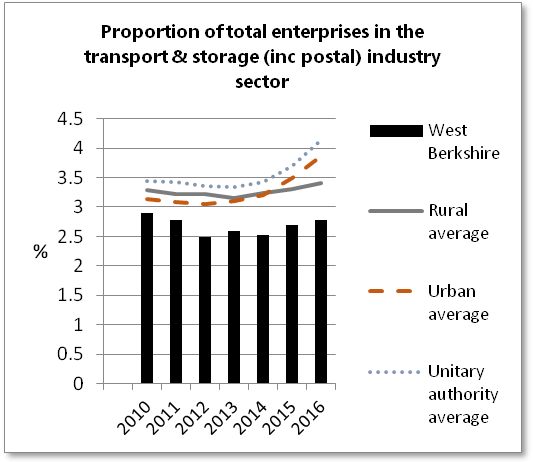 Proportion of total enterprises in the
transport & storage (inc postal) industry
sector
4.5
4
3.5
3
2.5
2
1.5
1
0.5
0
%
2010
2011
2012
2013
2014
2015
2016
West
Berkshire
Rural
average
Urban
average
Unitary
authority
average